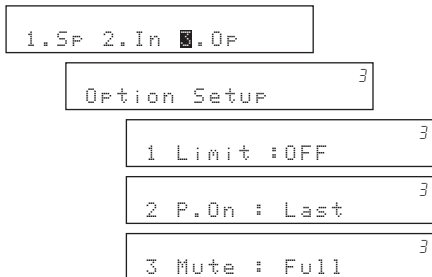 1.Sp 2.In 3.Op
3
Option Setup
3
1 Limit :OFF
3
2 P.On : Last
3
3 Mute : Full